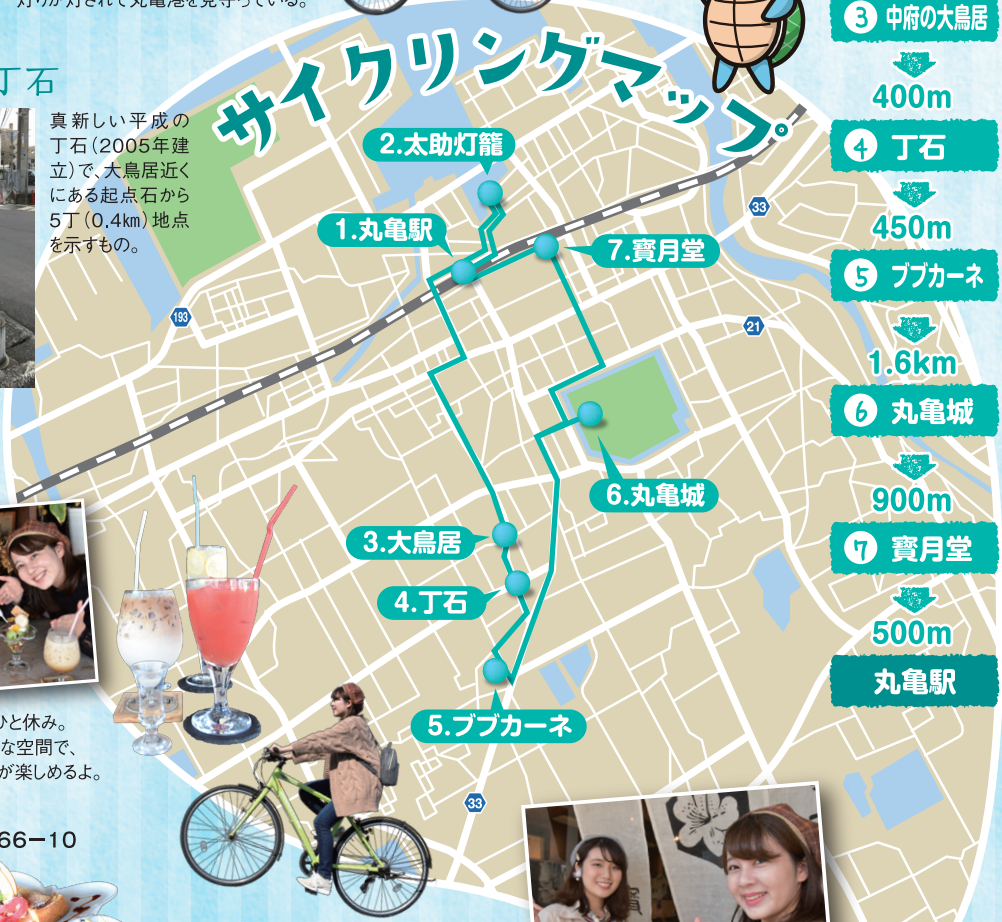 灯りが灯されて丸亀港を見守っている。
サイクリングマップ
丁石
真新しい平成の
丁石(2005年建
立)で、大鳥居近く
にある起点石から
5丁(0.4㎞)地点
を示すもの。
2.太助灯籠
1.丸亀駅
7.寶月堂
33
193
21
6.丸亀城
3.大鳥居
4.丁石
5.ブブカーネ
33
ひと休み。
な空間で、
が楽しめるよ。
66−10
3 中府の大鳥居
400m
4 丁石
450m
5 ブブカーネ
1.6km
6 丸亀城
900m
7 寶月堂
500m
丸亀駅